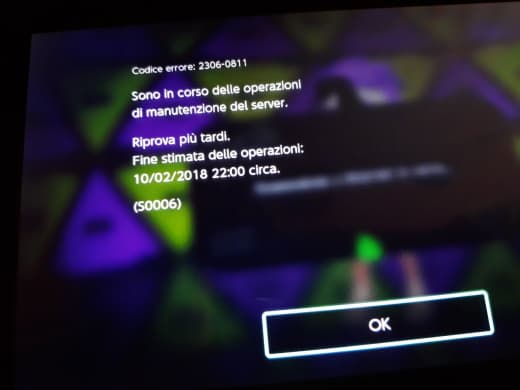 Codice errore: 2306-0811
Sono in corso delle operazioni
di manutenzione del server.
Riprova più tardi.
Fine stimata delle operazioni:
10/02/2018 22:00 circa.
(S0006)
OK